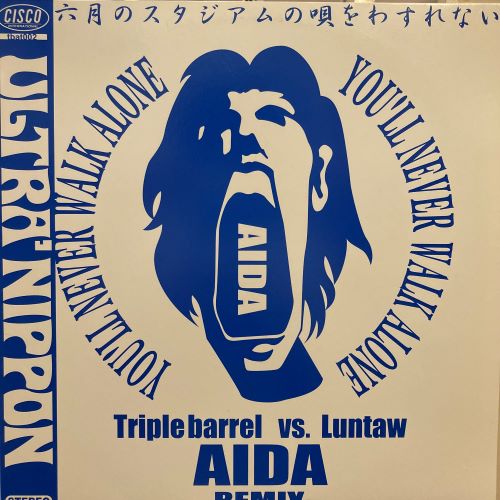 CISCO
INTERNATIONAL
that002
六月のスタジアムの唄をわすれない
ULTRA' NIPPON
YOU'LL NEVER WALK ALONE
YOU'LL NEVER WALK ALONE
AIDA
AIDA
Triple barrel vs. Luntaw
AIDA
REMIX
STEREO